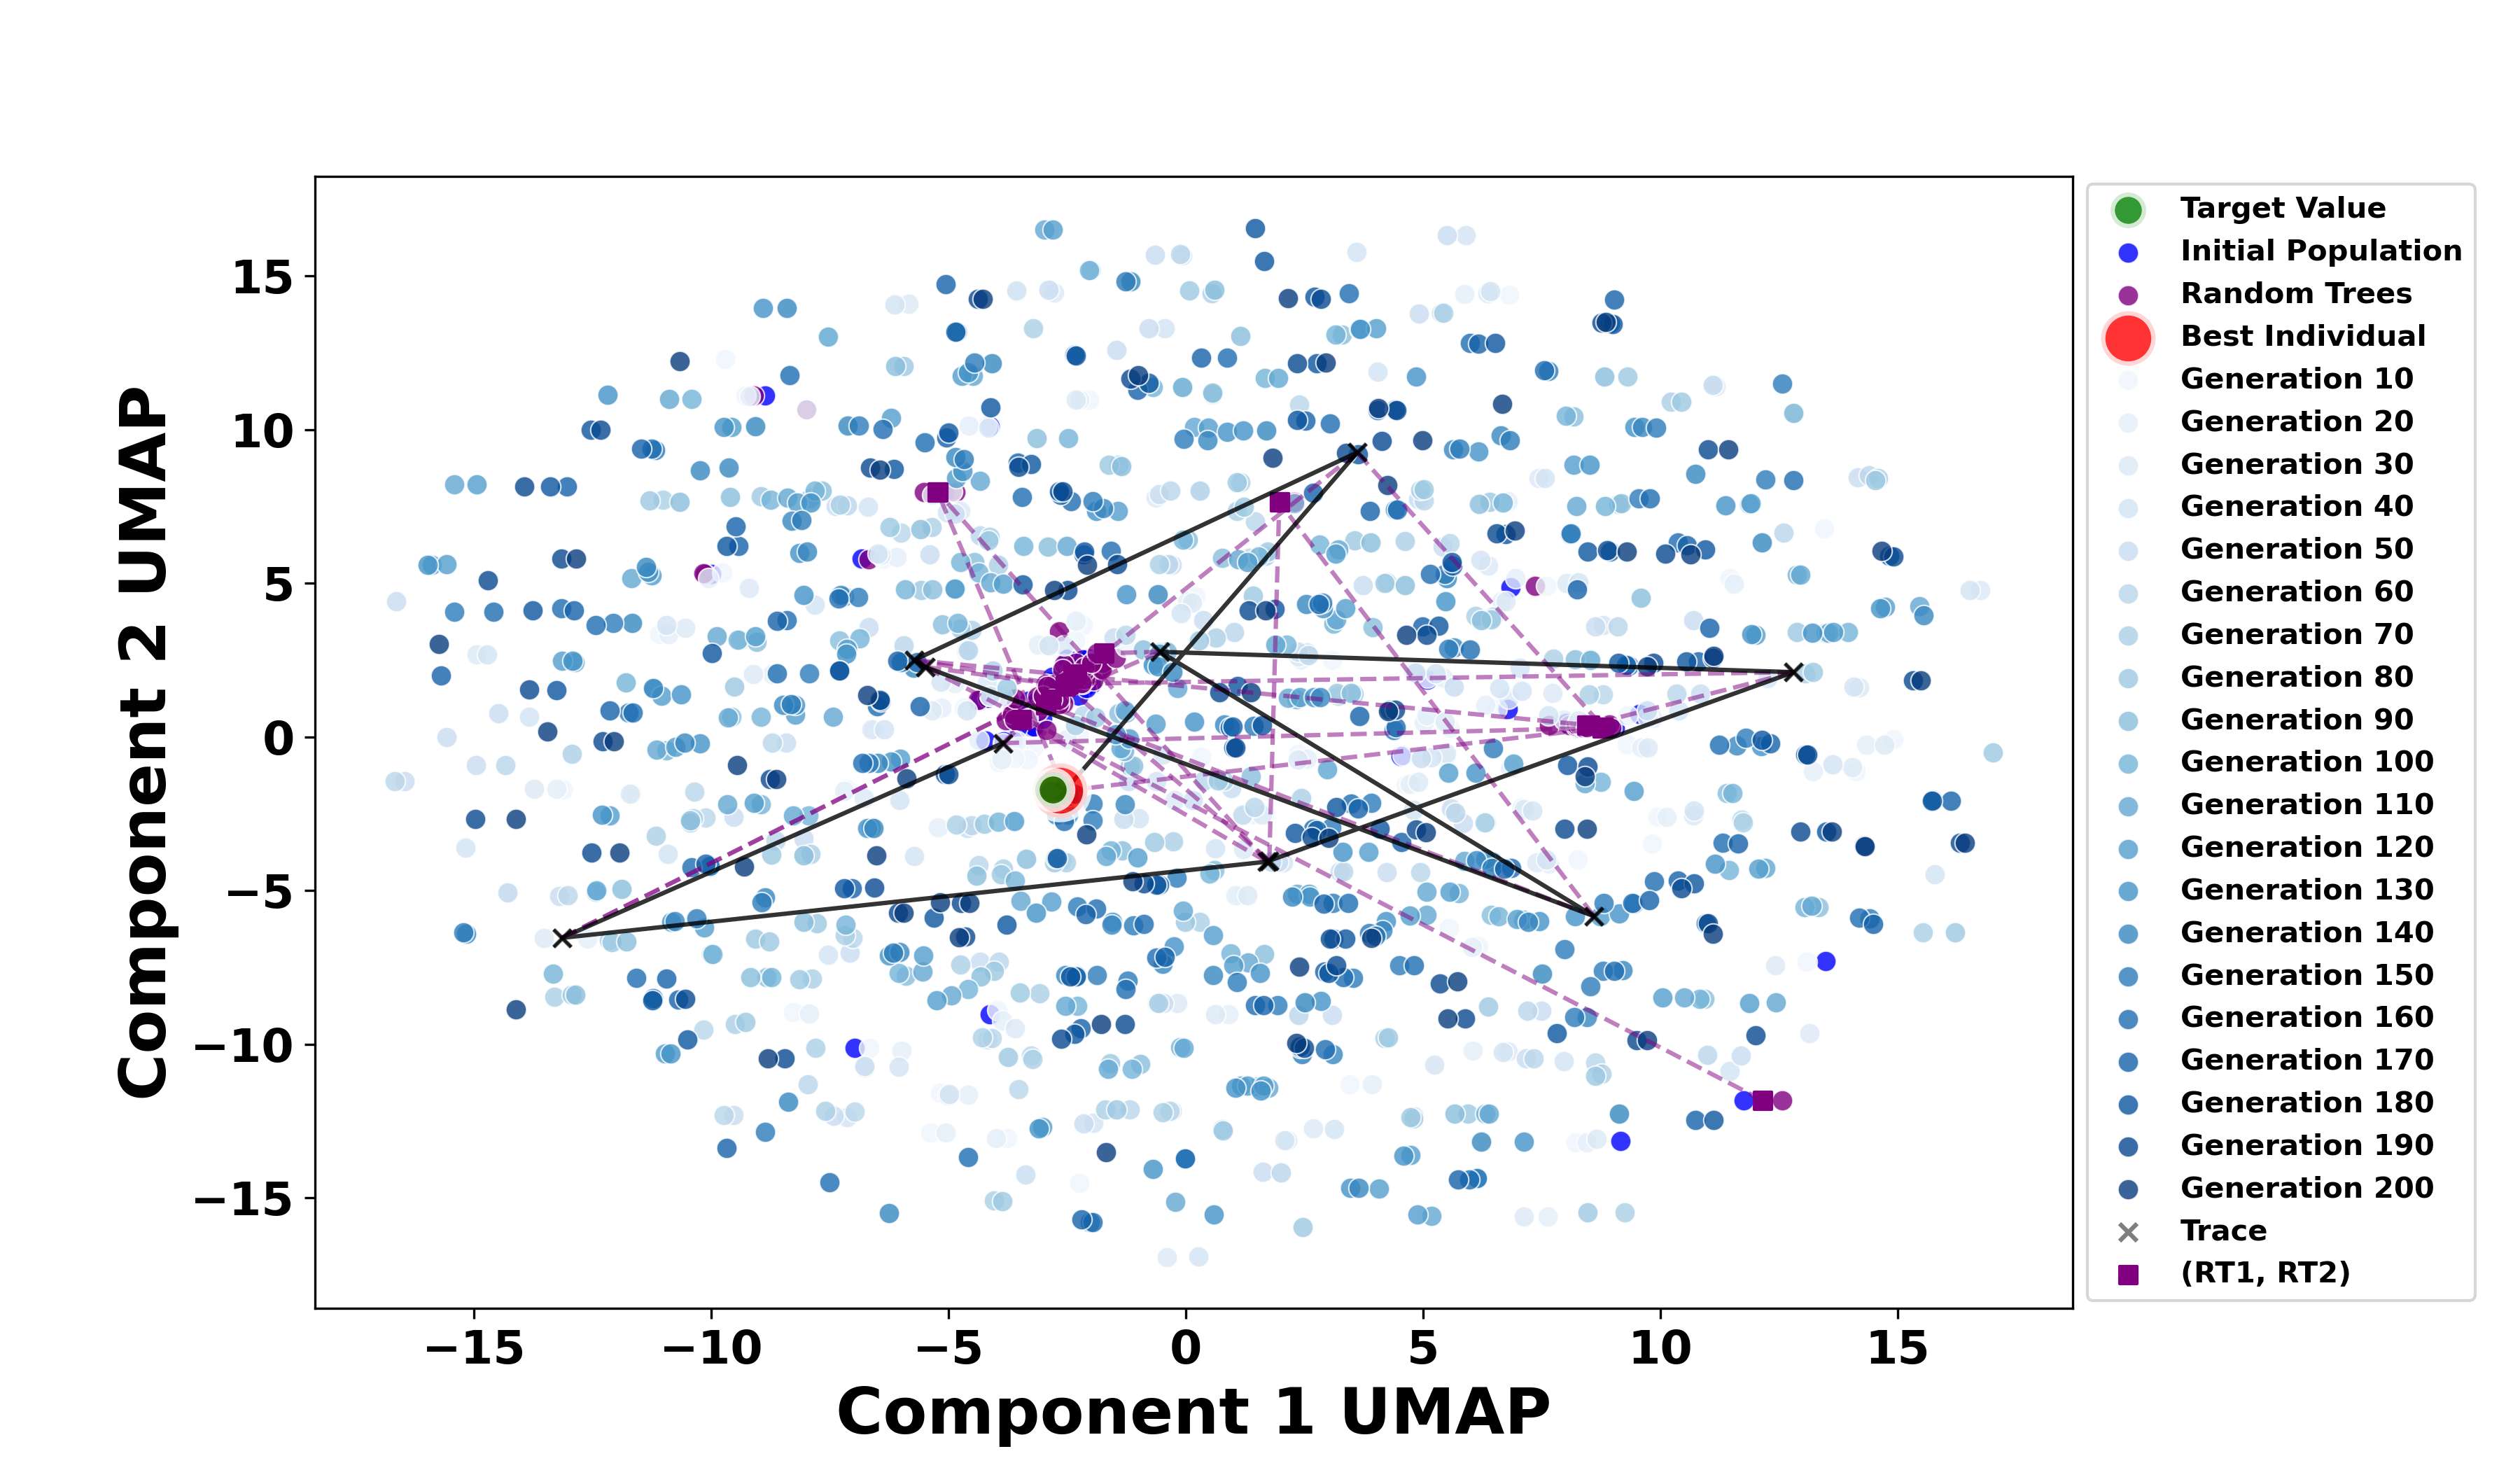 Component 2 UMAP
15
10
5
0
−5
−10
−15
−15
−10
−5
0
5
10
15
Component 1 UMAP
Target Value
Initial Population
Random Trees
Best Individual
Generation 10
Generation 20
Generation 30
Generation 40
Generation 50
Generation 60
Generation 70
Generation 80
Generation 90
Generation 100
Generation 110
Generation 120
Generation 130
Generation 140
Generation 150
Generation 160
Generation 170
Generation 180
Generation 190
Generation 200
Trace
(RT1, RT2)